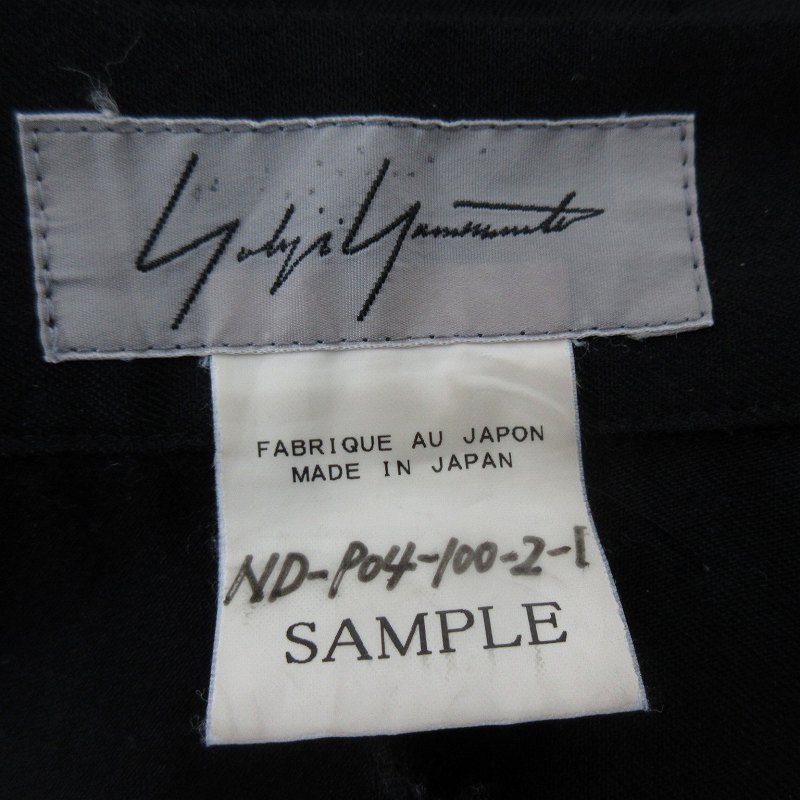 Yohji Yamamoto
FABRIQUE AU JAPON
MADE IN JAPAN
ND-P04-100-2-1
SAMPLE